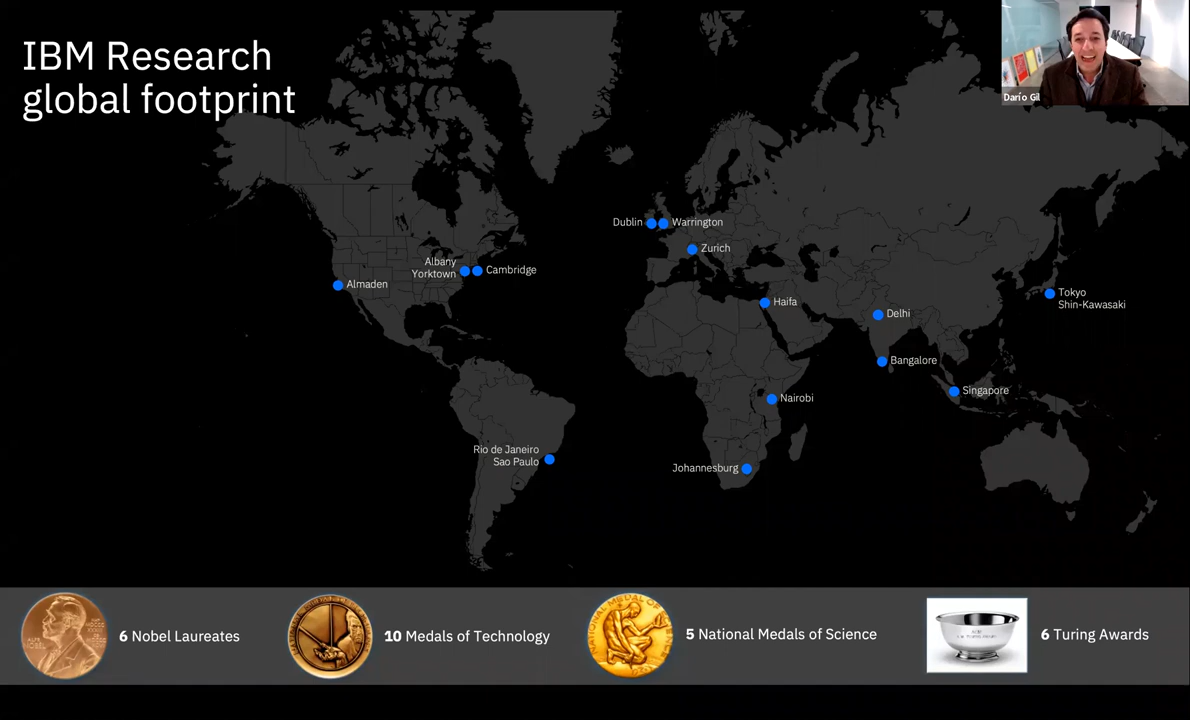 IBM Research
global footprint
Darío Gil
Dublin
Warrington
Zurich
Albany
Yorktown
Cambridge
Almaden
Haifa
Delhi
Tokyo
Shin-Kawasaki
Bangalore
Singapore
Nairobi
Rio de Janeiro
Sao Paulo
Johannesburg
6 Nobel Laureates
10 Medals of Technology
5 National Medals of Science
6 Turing Awards